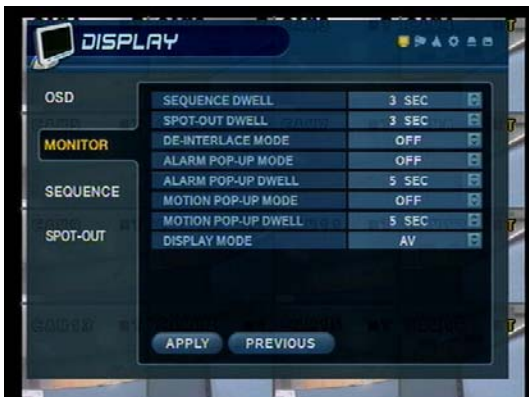 DISPLAY
OSD
MONITOR
SEQUENCE
SPOT-OUT
SEQUENCE DWELL 3 SEC
SPOT-OUT DWELL 3 SEC
DE-INTERLACE MODE OFF
ALARM POP-UP MODE OFF
ALARM POP-UP DWELL 5 SEC
MOTION POP-UP MODE OFF
MOTION POP-UP DWELL 5 SEC
DISPLAY MODE AV
CAM13
APPLY PREVIOUS